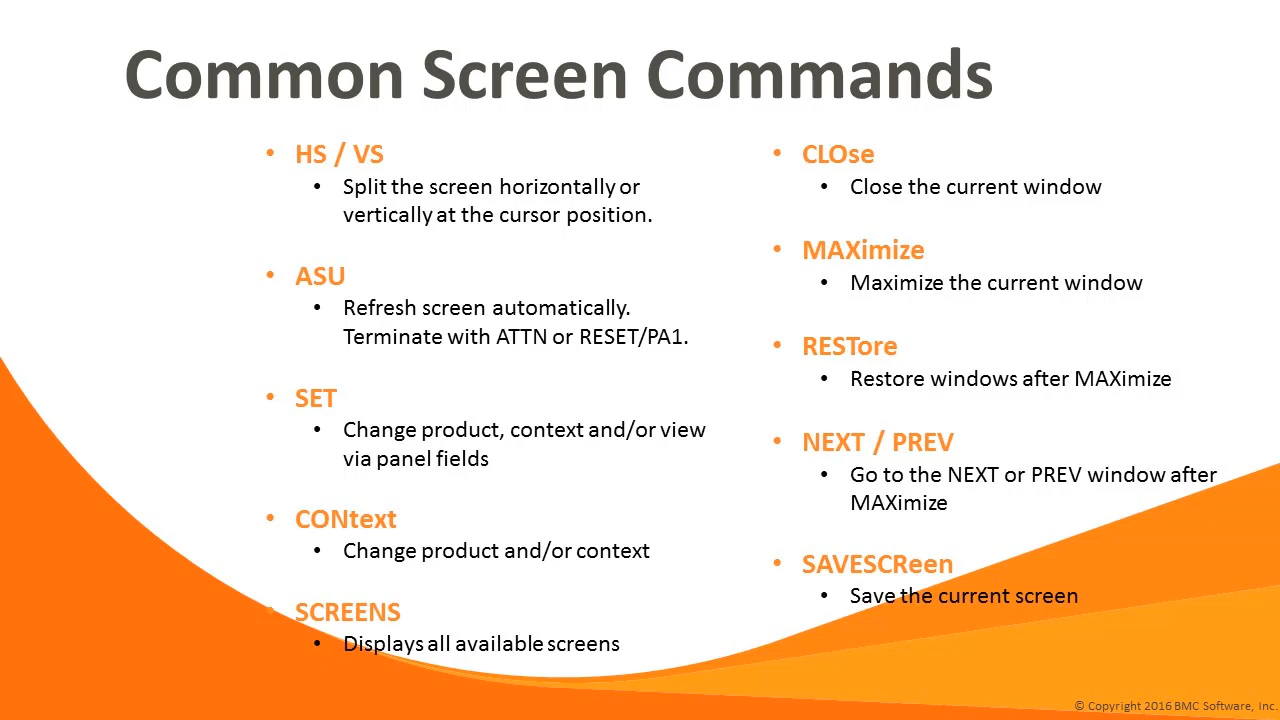 Common Screen Commands
• HS / VS
• Split the screen horizontally or
vertically at the cursor position.
• ASU
• Refresh screen automatically.
Terminate with ATTN or RESET/PA1.
• SET
• Change product, context and/or view
via panel fields
• CONtext
• Change product and/or context
• SCREENS
• Displays all available screens
• CLOse
• Close the current window
• MAXimize
• Maximize the current window
• RESTore
• Restore windows after MAXimize
• NEXT / PREV
• Go to the NEXT or PREV window after
MAXimize
• SAVESCReen
• Save the current screen
© Copyright 2016 BMC Software, Inc.